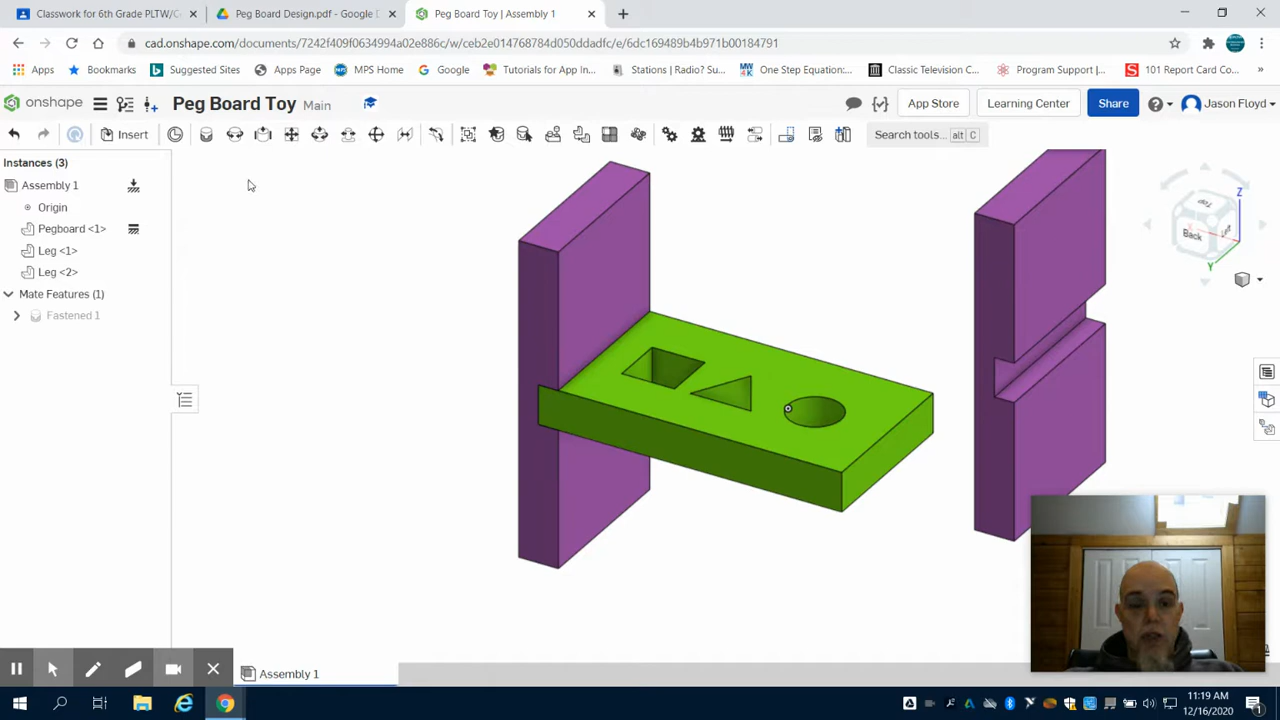 Classwork for 6th Grade PLTW/C
Peg Board Design.pdf - Google D
Peg Board Toy | Assembly 1
cad.onshape.com/documents/7242f409f0634994a02e886c/w/ceb2e014768784d050ddadfc/e/6dc169489b4b971b00184791
Apps
Bookmarks
Suggested Sites
Apps Page
MPS Home
Google
Tutorials for App In...
Stations | Radio? Su...
One Step Equation:...
Classic Television C...
Program Support |...
101 Report Card Co...
»
onshape
Peg Board Toy Main
App Store
Learning Center
Share
Jason Floyd
Insert
Search tools... alt C
Instances (3)
Assembly 1
Origin
Pegboard <1>
Leg <1>
Leg <2>
Mate Features (1)
Fastened 1
Top
Back
Z
Y
Assembly 1
11:19 AM
12/16/2020
1